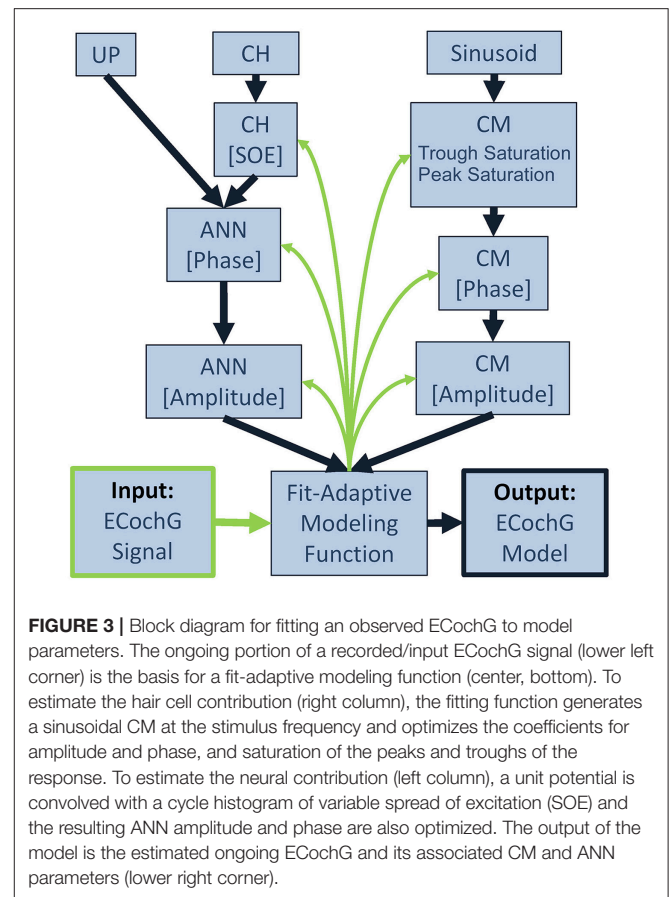 UP
CH
Sinusoid
CH
[SOE]
CM
Trough Saturation
Peak Saturation
ANN
[Phase]
CM
[Phase]
ANN
[Amplitude]
CM
[Amplitude]
Input:
ECochG
Signal
Fit-Adaptive
Modeling
Function
Output:
ECochG
Model
FIGURE 3 | Block diagram for fitting an observed ECochG to model
parameters. The ongoing portion of a recorded/input ECochG signal (lower left
corner) is the basis for a fit-adaptive modeling function (center, bottom). To
estimate the hair cell contribution (right column), the fitting function generates
a sinusoidal CM at the stimulus frequency and optimizes the coefficients for
amplitude and phase, and saturation of the peaks and troughs of the
response. To estimate the neural contribution (left column), a unit potential is
convolved with a cycle histogram of variable spread of excitation (SOE) and
the resulting ANN amplitude and phase are also optimized. The output of the
model is the estimated ongoing ECochG and its associated CM and ANN
parameters (lower right corner).